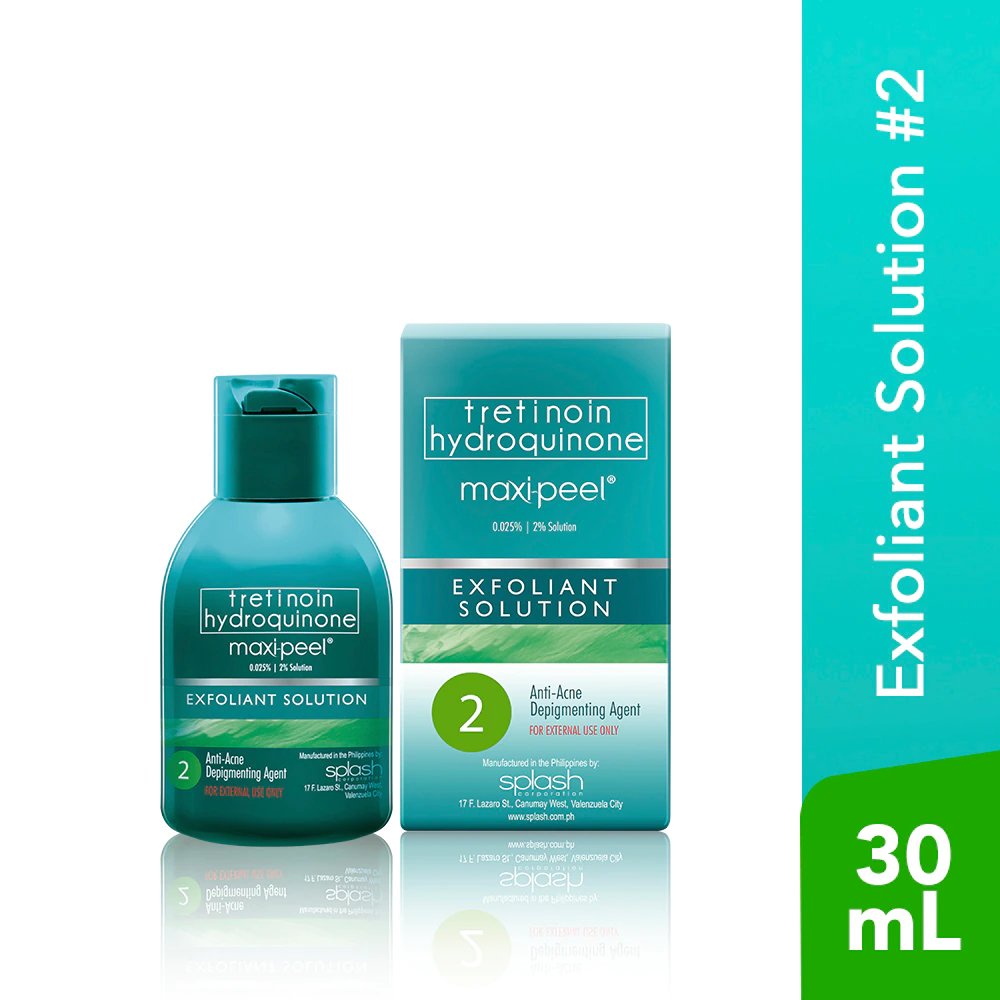 tretinoin
hydroquinone
maxi-peel®
0.025% | 2% Solution
EXFOLIANT SOLUTION
2
Anti-Acne
Depigmenting Agent
FOR EXTERNAL USE ONLY
Manufactured in the Philippines by:
splash
corporation
17 F. Lazaro St., Canumay West,
Valenzuela City
tretinoin
hydroquinone
maxi-peel®
0.025% | 2% Solution
EXFOLIANT
SOLUTION
2
Anti-Acne
Depigmenting Agent
FOR EXTERNAL USE ONLY
Manufactured in the Philippines by:
splash
corporation
17 F. Lazaro St., Canumay West, Valenzuela City
www.splash.com.ph
Exfoliant Solution #2
30
mL